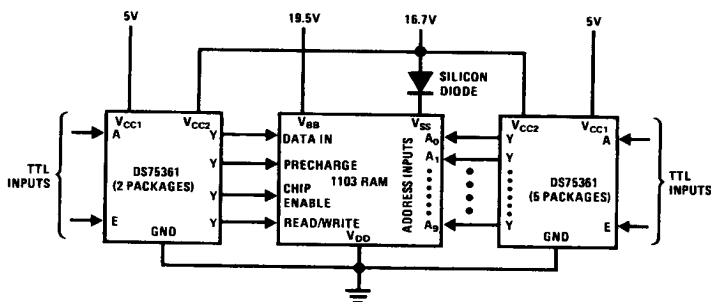 5V 19.5V 16.7V 5V
SILICON
DIODE
VCC1 VCC2 VBB VSS VCC2 VCC1
A Y DATA IN A0 Y A
Y PRECHARGE A1 Y
TTL
INPUTS
DS75361
(2 PACKAGES)
1103 RAM
ADDRESS INPUTS
DS75361
(5 PACKAGES)
TTL
INPUTS
Y CHIP
ENABLE
E Y READ/WRITE A9 Y E
GND VDD GND